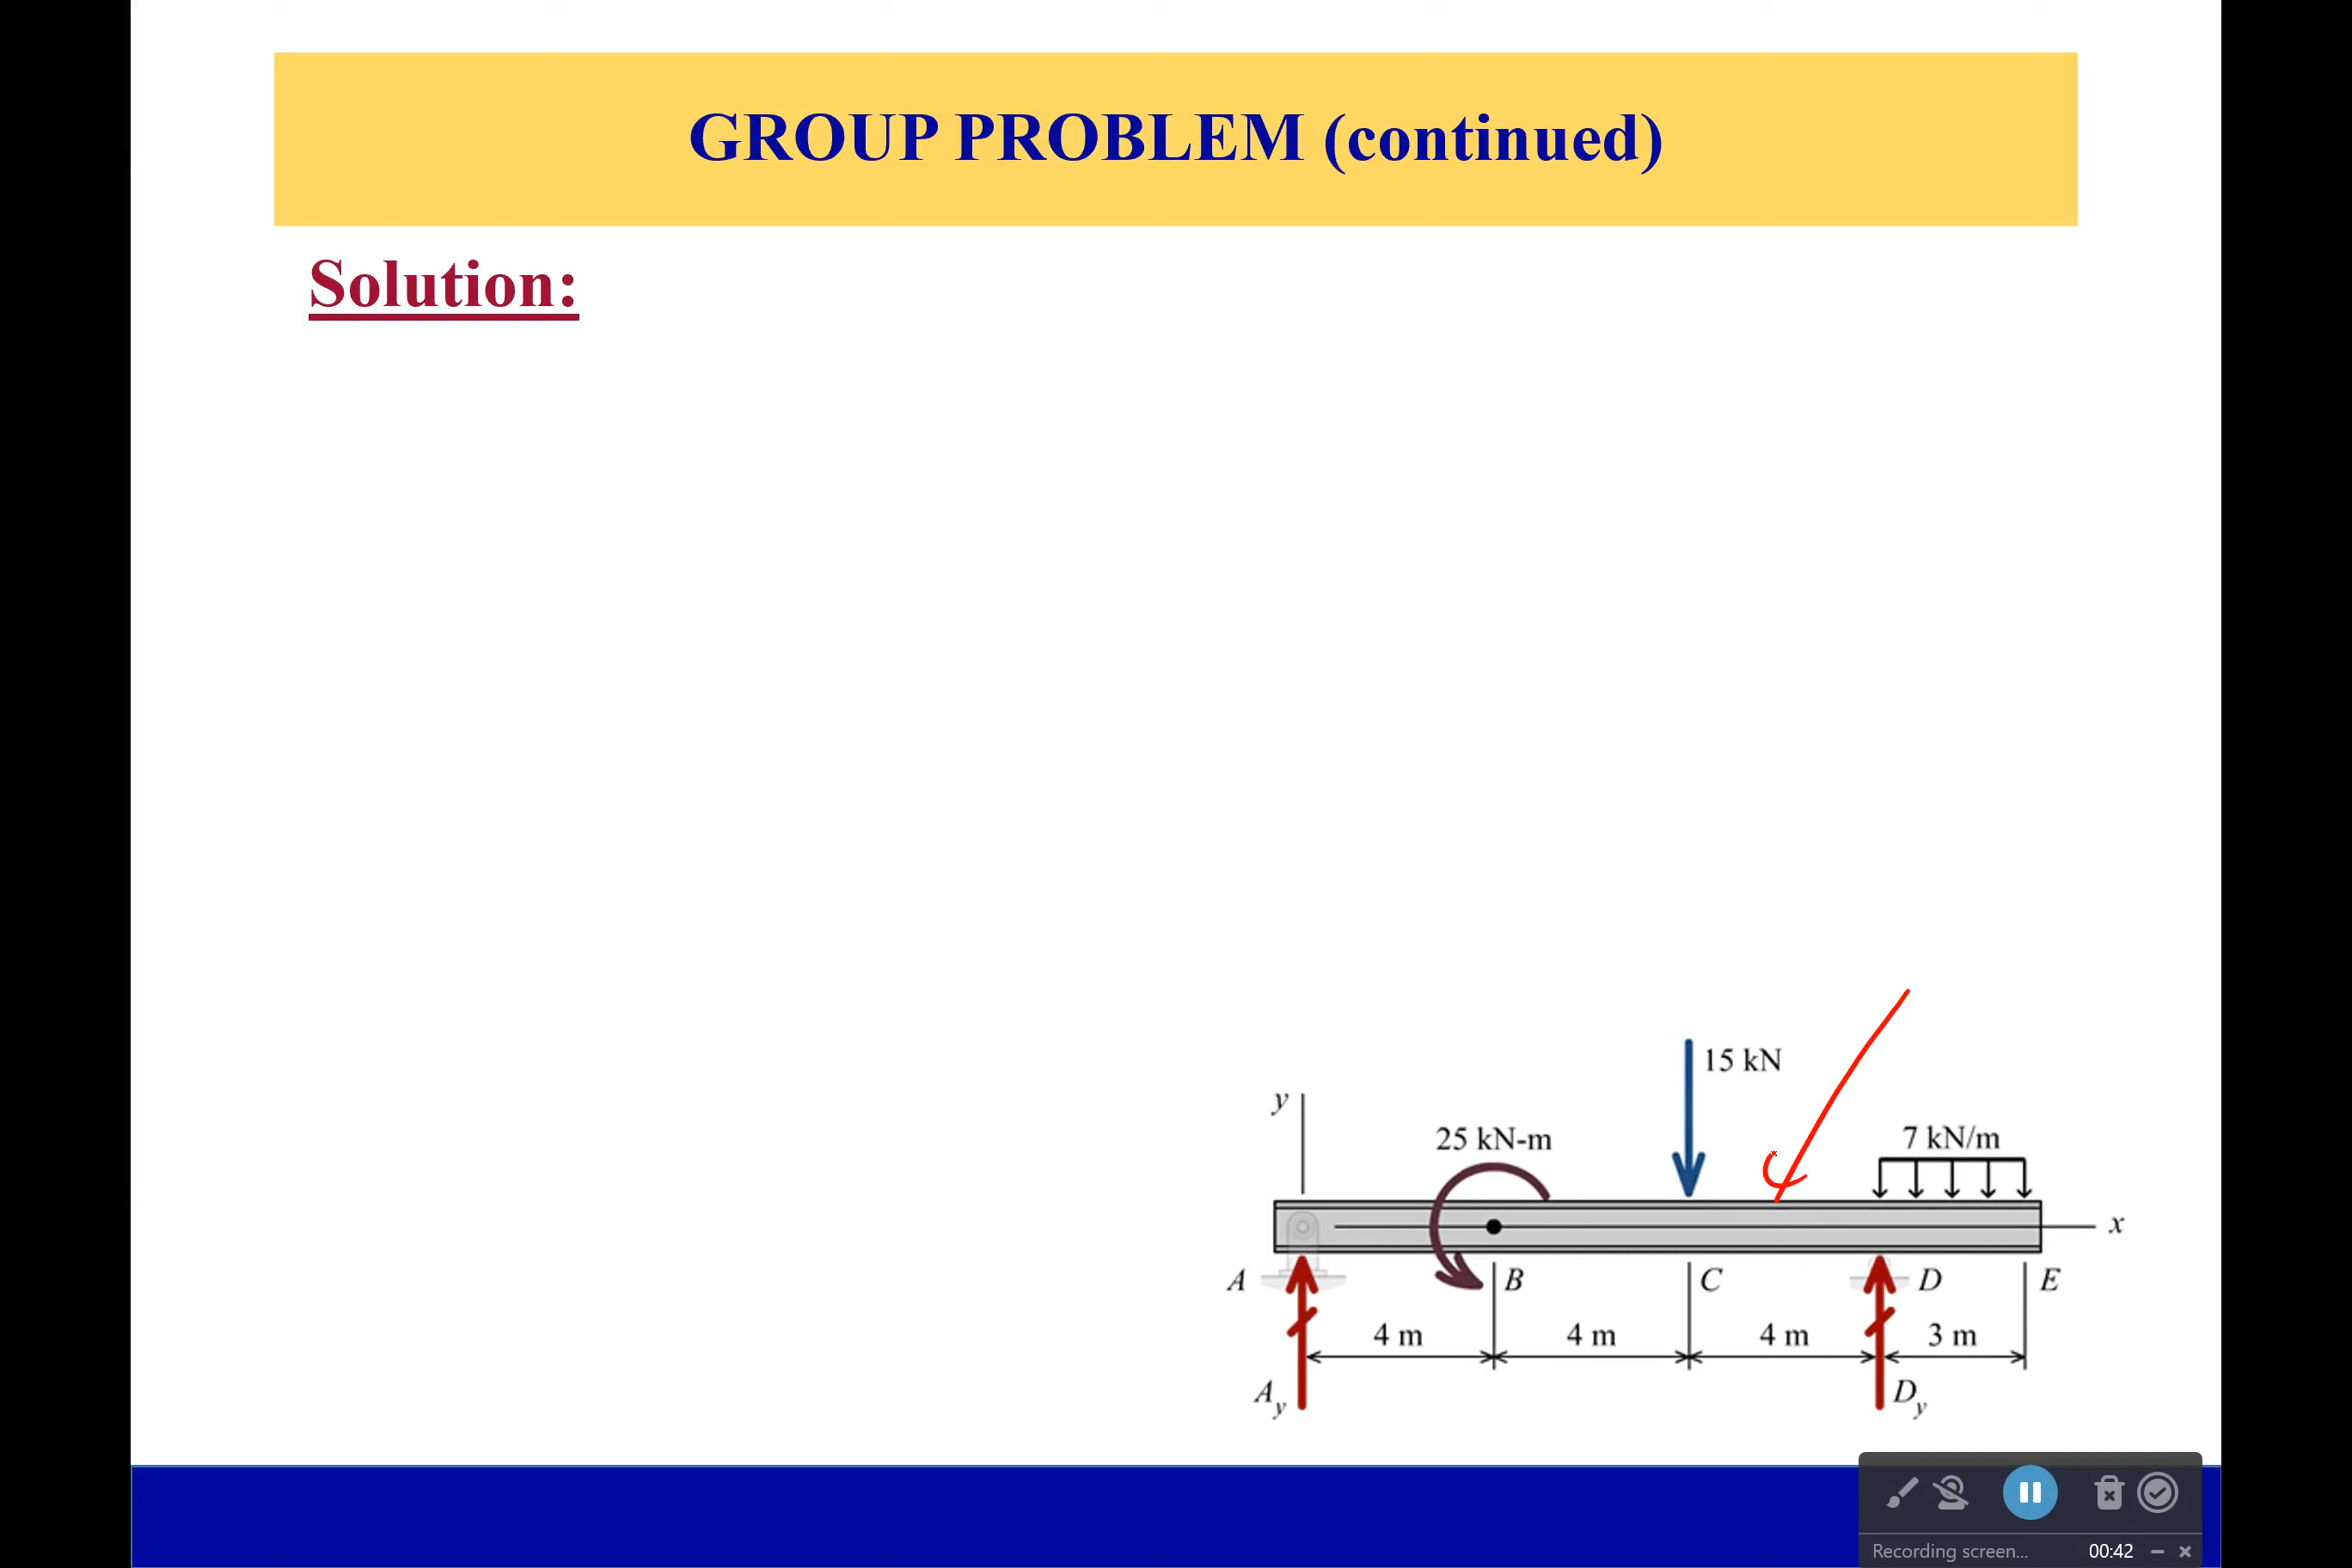 GROUP PROBLEM (continued)
Solution:
15 kN
y
25 kN-m
7 kN/m
x
A
B
C
D
E
4 m
4 m
4 m
3 m
Ay
Dy
Recording screen...
00:42